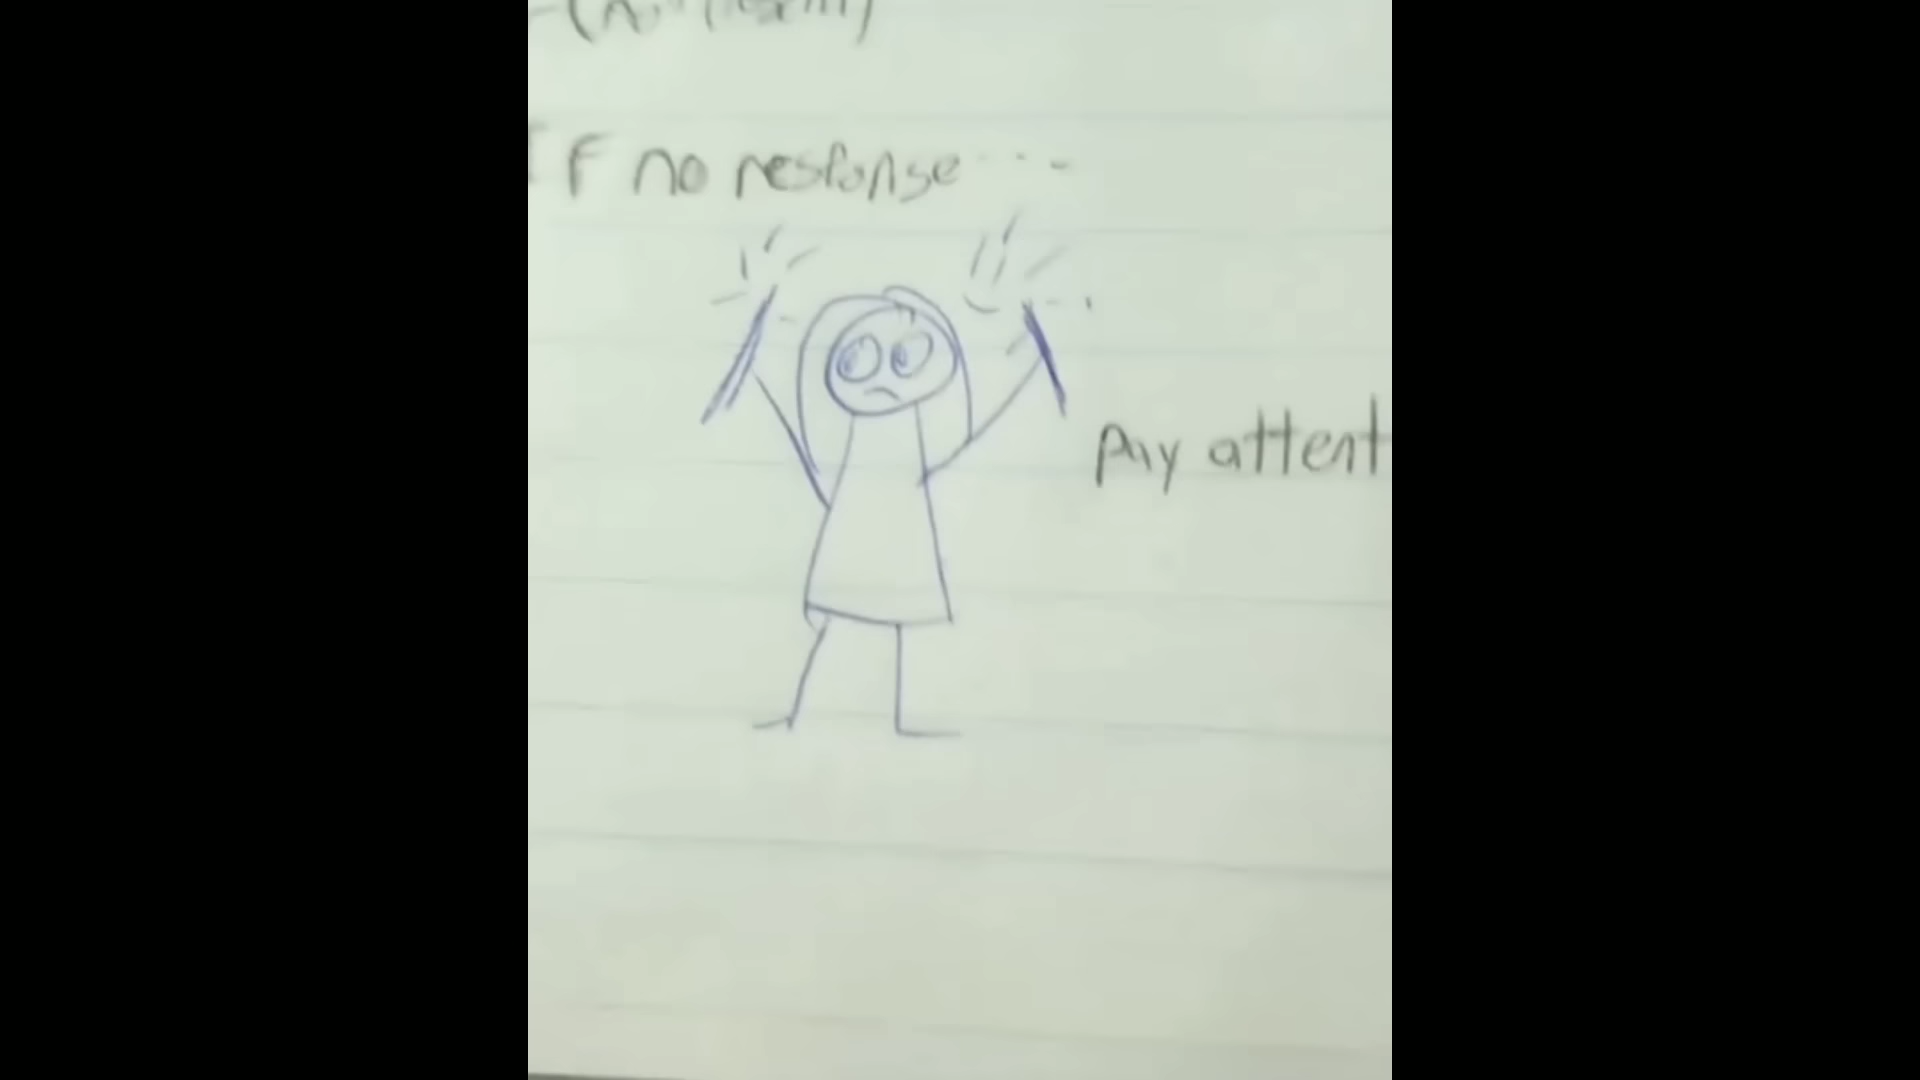 If no response....
Pay attent